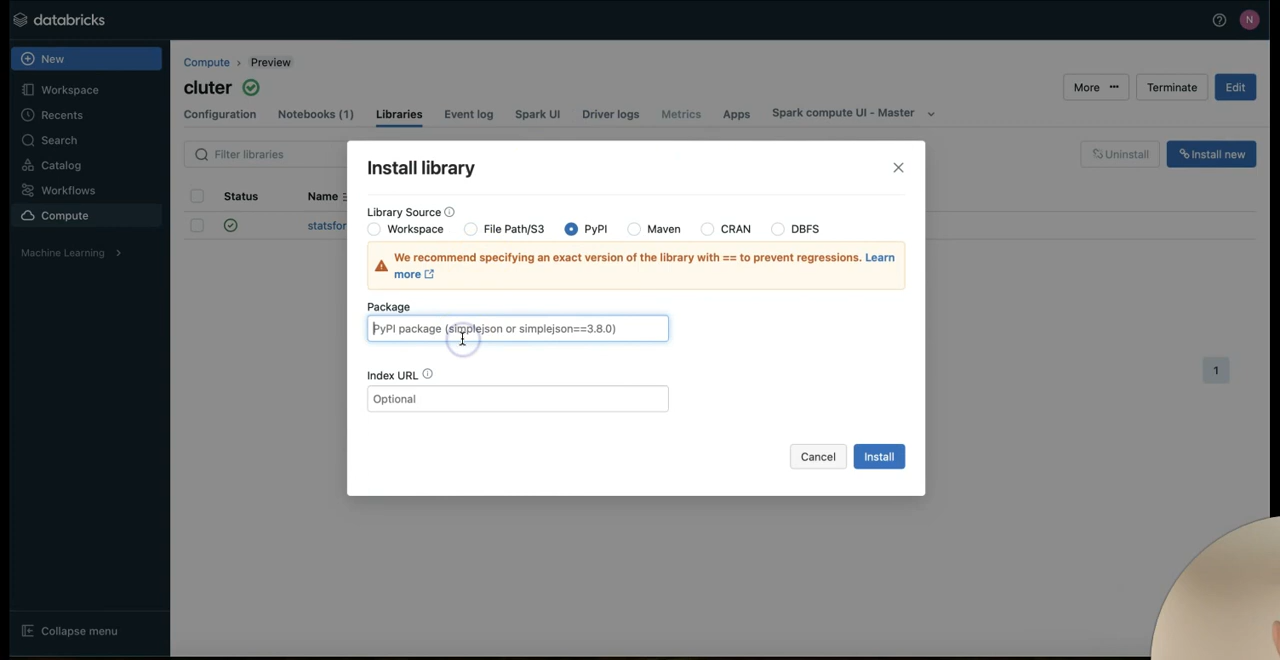 databricks
N
New
Workspace
Recents
Search
Catalog
Workflows
Compute
Machine Learning
Collapse menu
Compute › Preview
cluter
More ···
Terminate
Edit
Configuration
Notebooks (1)
Libraries
Event log
Spark UI
Driver logs
Metrics
Apps
Spark compute UI - Master
Filter libraries
Uninstall
Install new
Status
Name
statsfor
1
Install library
Library Source
Workspace
File Path/S3
PyPI
Maven
CRAN
DBFS
We recommend specifying an exact version of the library with == to prevent regressions. Learn
more
Package
PyPI package (simplejson or simplejson==3.8.0)
Index URL
Optional
Cancel
Install